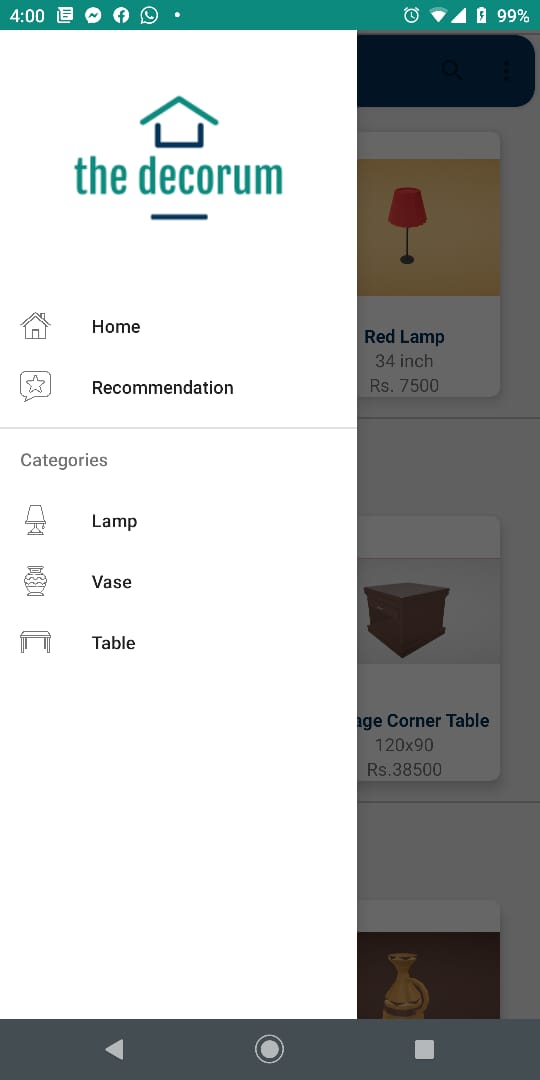 4:00
99%
the decorum
Home
Recommendation
Categories
Lamp
Vase
Table
Red Lamp
34 inch
Rs. 7500
age Corner Table
120x90
Rs.38500